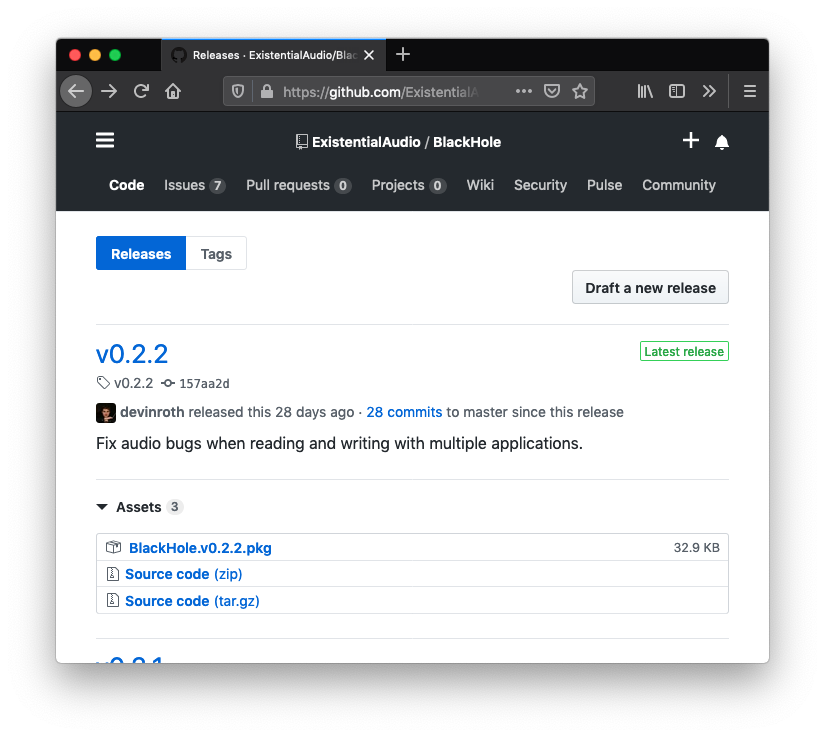 Releases · ExistentialAudio/Blac
https://github.com/ExistentialA
ExistentialAudio / BlackHole
Code Issues 7 Pull requests 0 Projects 0 Wiki Security Pulse Community
Releases Tags
Draft a new release
v0.2.2 Latest release
v0.2.2 157aa2d
devinroth released this 28 days ago · 28 commits to master since this release
Fix audio bugs when reading and writing with multiple applications.
Assets 3
BlackHole.v0.2.2.pkg 32.9 KB
Source code (zip)
Source code (tar.gz)
v0.2.1